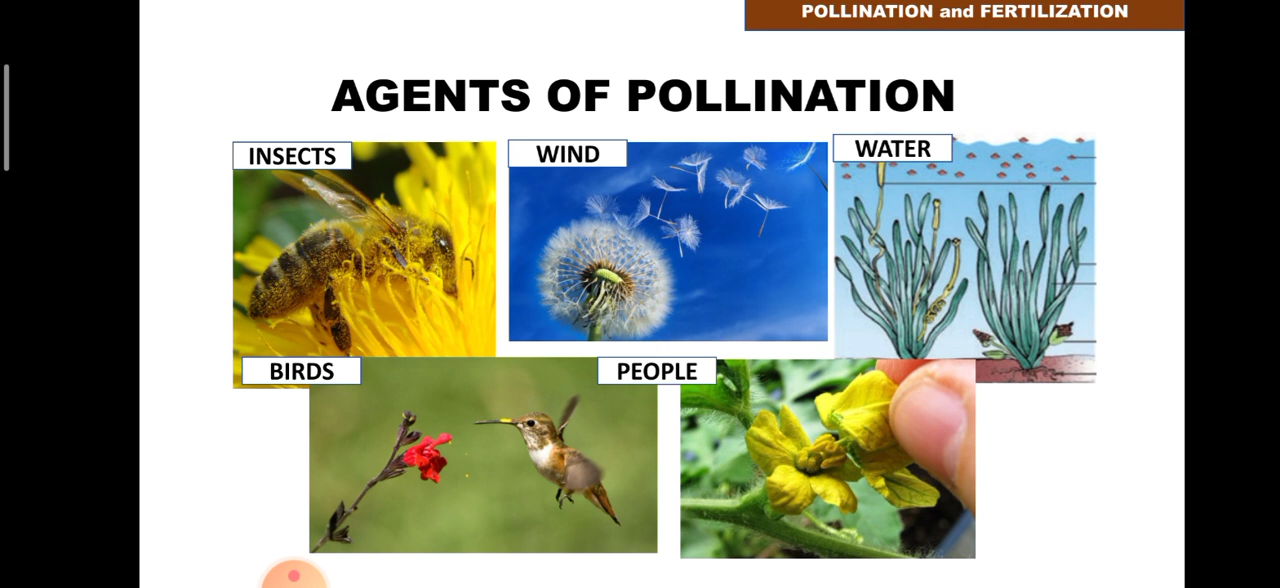 POLLINATION and FERTILIZATION
AGENTS OF POLLINATION
INSECTS
WIND
WATER
BIRDS
PEOPLE